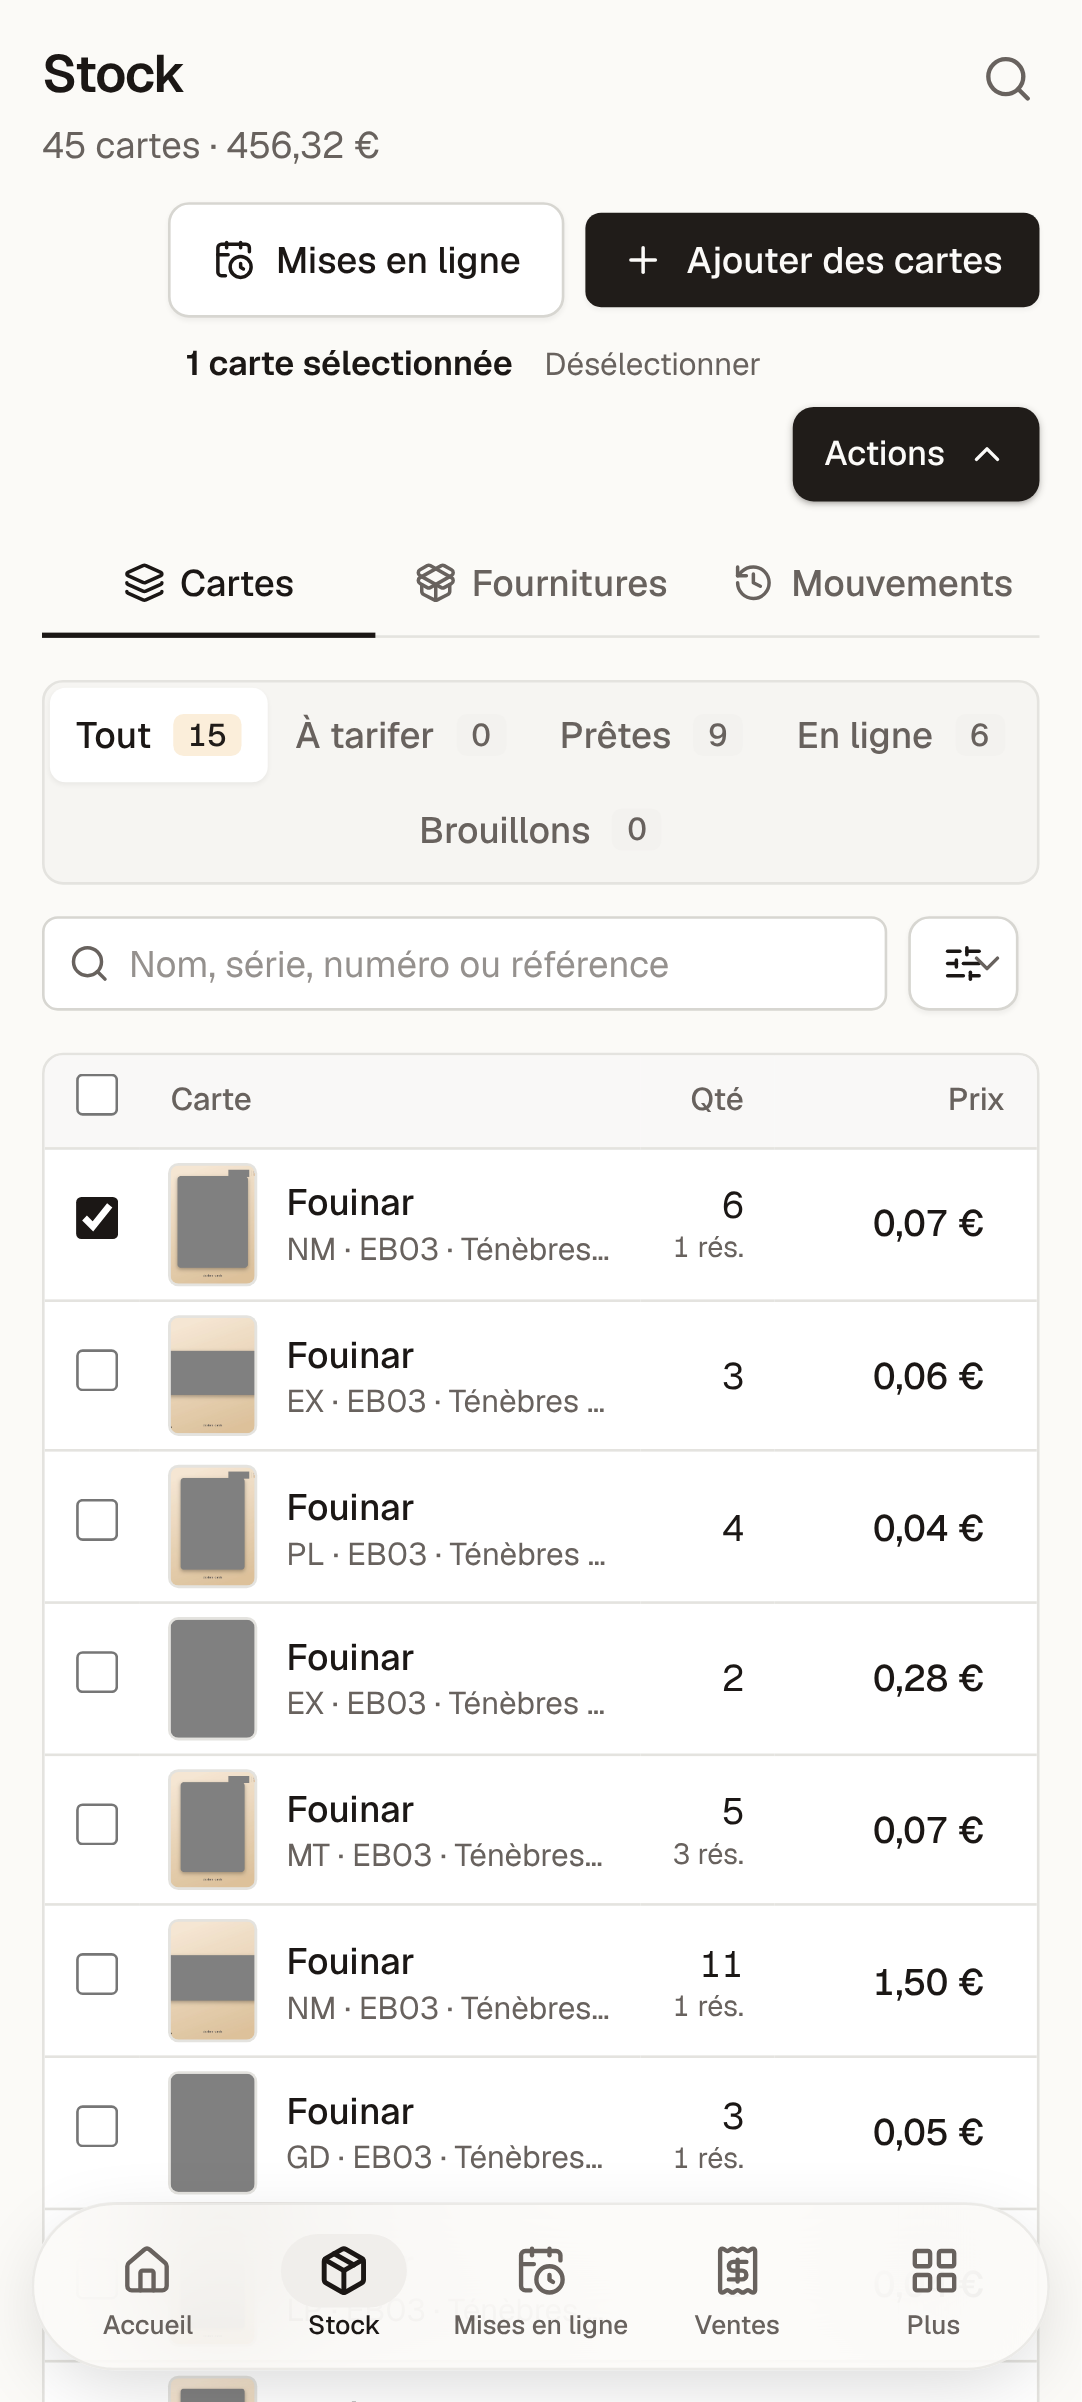 Stock
45 cartes · 456,32 €
Mises en ligne
Ajouter des cartes
1 carte sélectionnée Désélectionner
Actions
Cartes Fournitures Mouvements
Tout 15 À tarifer 0 Prêtes 9 En ligne 6
Brouillons 0
Nom, série, numéro ou référence
Carte Qté Prix
Fouinar 6 0,07 €
NM · EB03 · Ténèbres... 1 rés.
Fouinar 3 0,06 €
EX · EB03 · Ténèbres ...
Fouinar 4 0,04 €
PL · EB03 · Ténèbres ...
Fouinar 2 0,28 €
EX · EB03 · Ténèbres ...
Fouinar 5 0,07 €
MT · EB03 · Ténèbres... 3 rés.
Fouinar 11 1,50 €
NM · EB03 · Ténèbres... 1 rés.
Fouinar 3 0,05 €
GD · EB03 · Ténèbres... 1 rés.
Accueil Stock Mises en ligne Ventes Plus